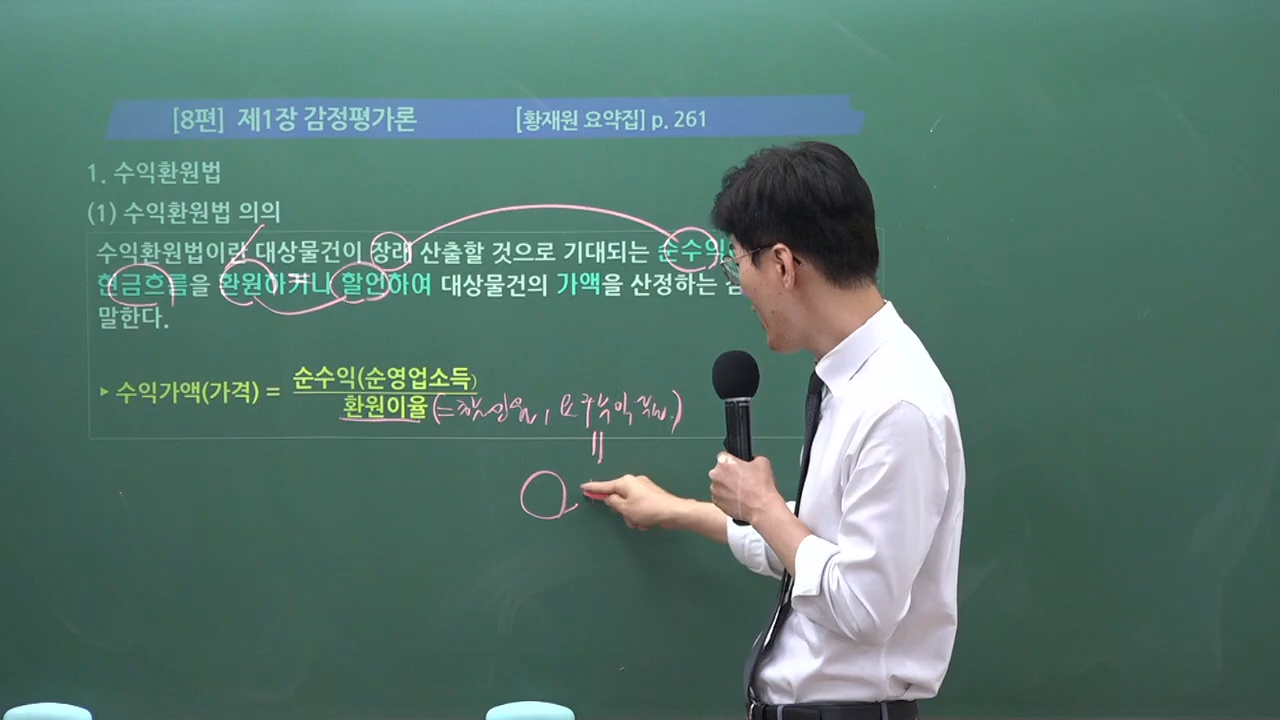 [8편] 제1장 감정평가론 [황재원 요약집] p. 261
1. 수익환원법
(1) 수익환원법 의의
수익환원법이란 대상물건이 장래 산출할 것으로 기대되는 순수익
현금흐름을 환원하거나 할인하여 대상물건의 가액을 산정하는
말한다.
▸ 수익가액(가격) = 순수익(순영업소득)
환원이율 (=